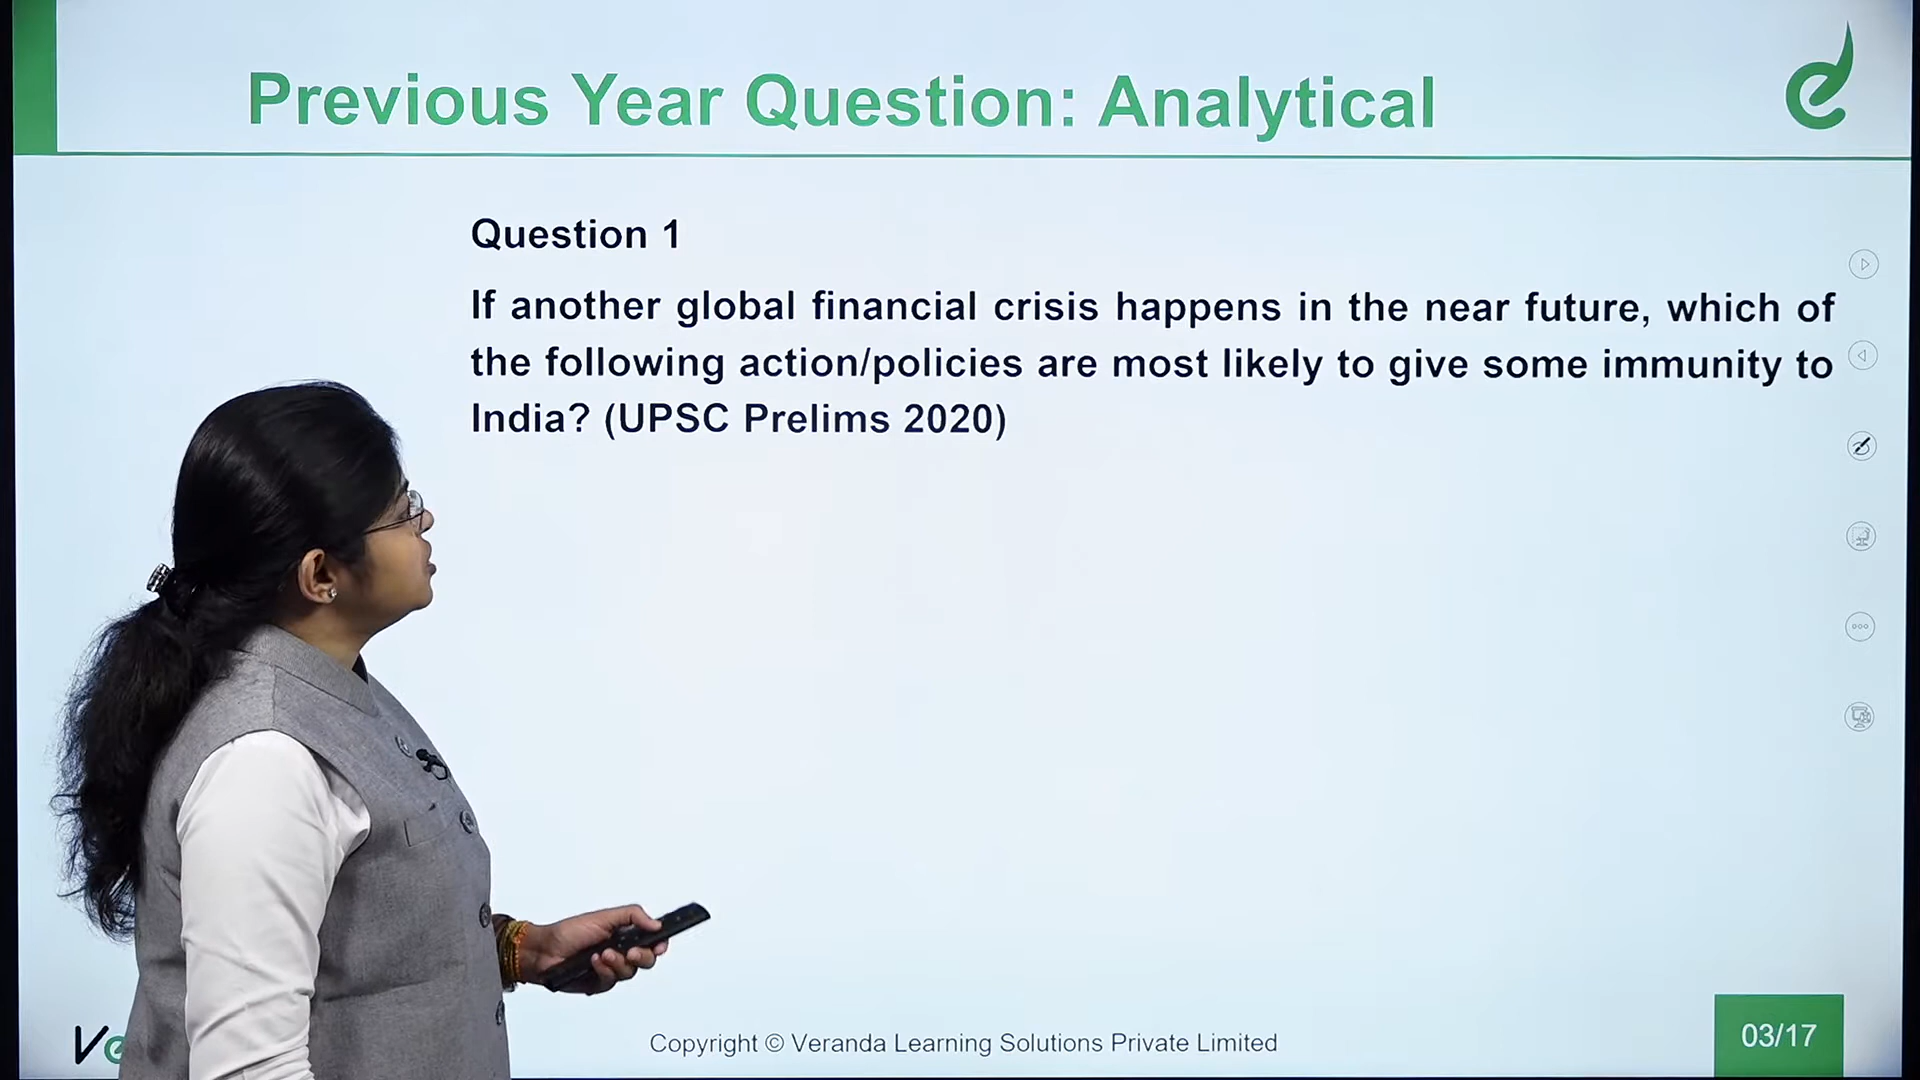 Previous Year Question: Analytical
Question 1
If another global financial crisis happens in the near future, which of
the following action/policies are most likely to give some immunity to
India? (UPSC Prelims 2020)
Copyright © Veranda Learning Solutions Private Limited
03/17